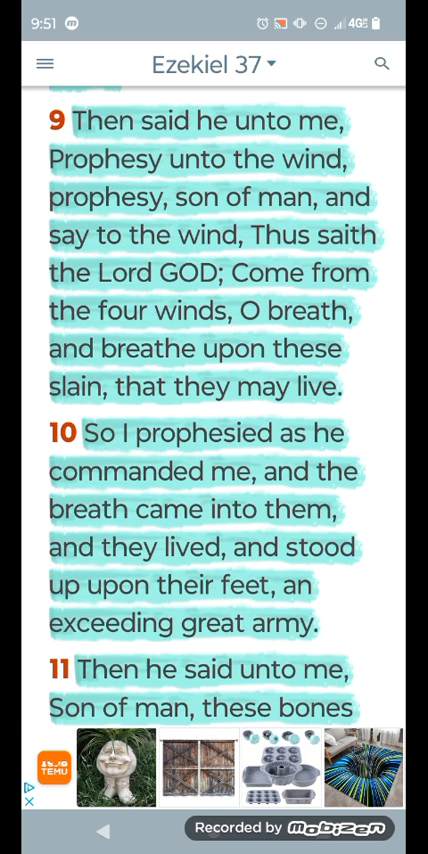 9:51
4G
Ezekiel 37
9 Then said he unto me,
Prophesy unto the wind,
prophesy, son of man, and
say to the wind, Thus saith
the Lord GOD; Come from
the four winds, O breath,
and breathe upon these
slain, that they may live.
10 So I prophesied as he
commanded me, and the
breath came into them,
and they lived, and stood
up upon their feet, an
exceeding great army.
11 Then he said unto me,
Son of man, these bones
TEMU
Recorded by Mobizen